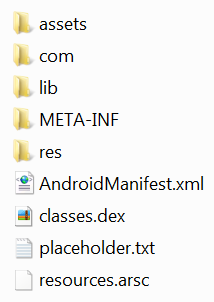 assets
com
lib
META-INF
res
AndroidManifest.xml
classes.dex
placeholder.txt
resources.arsc